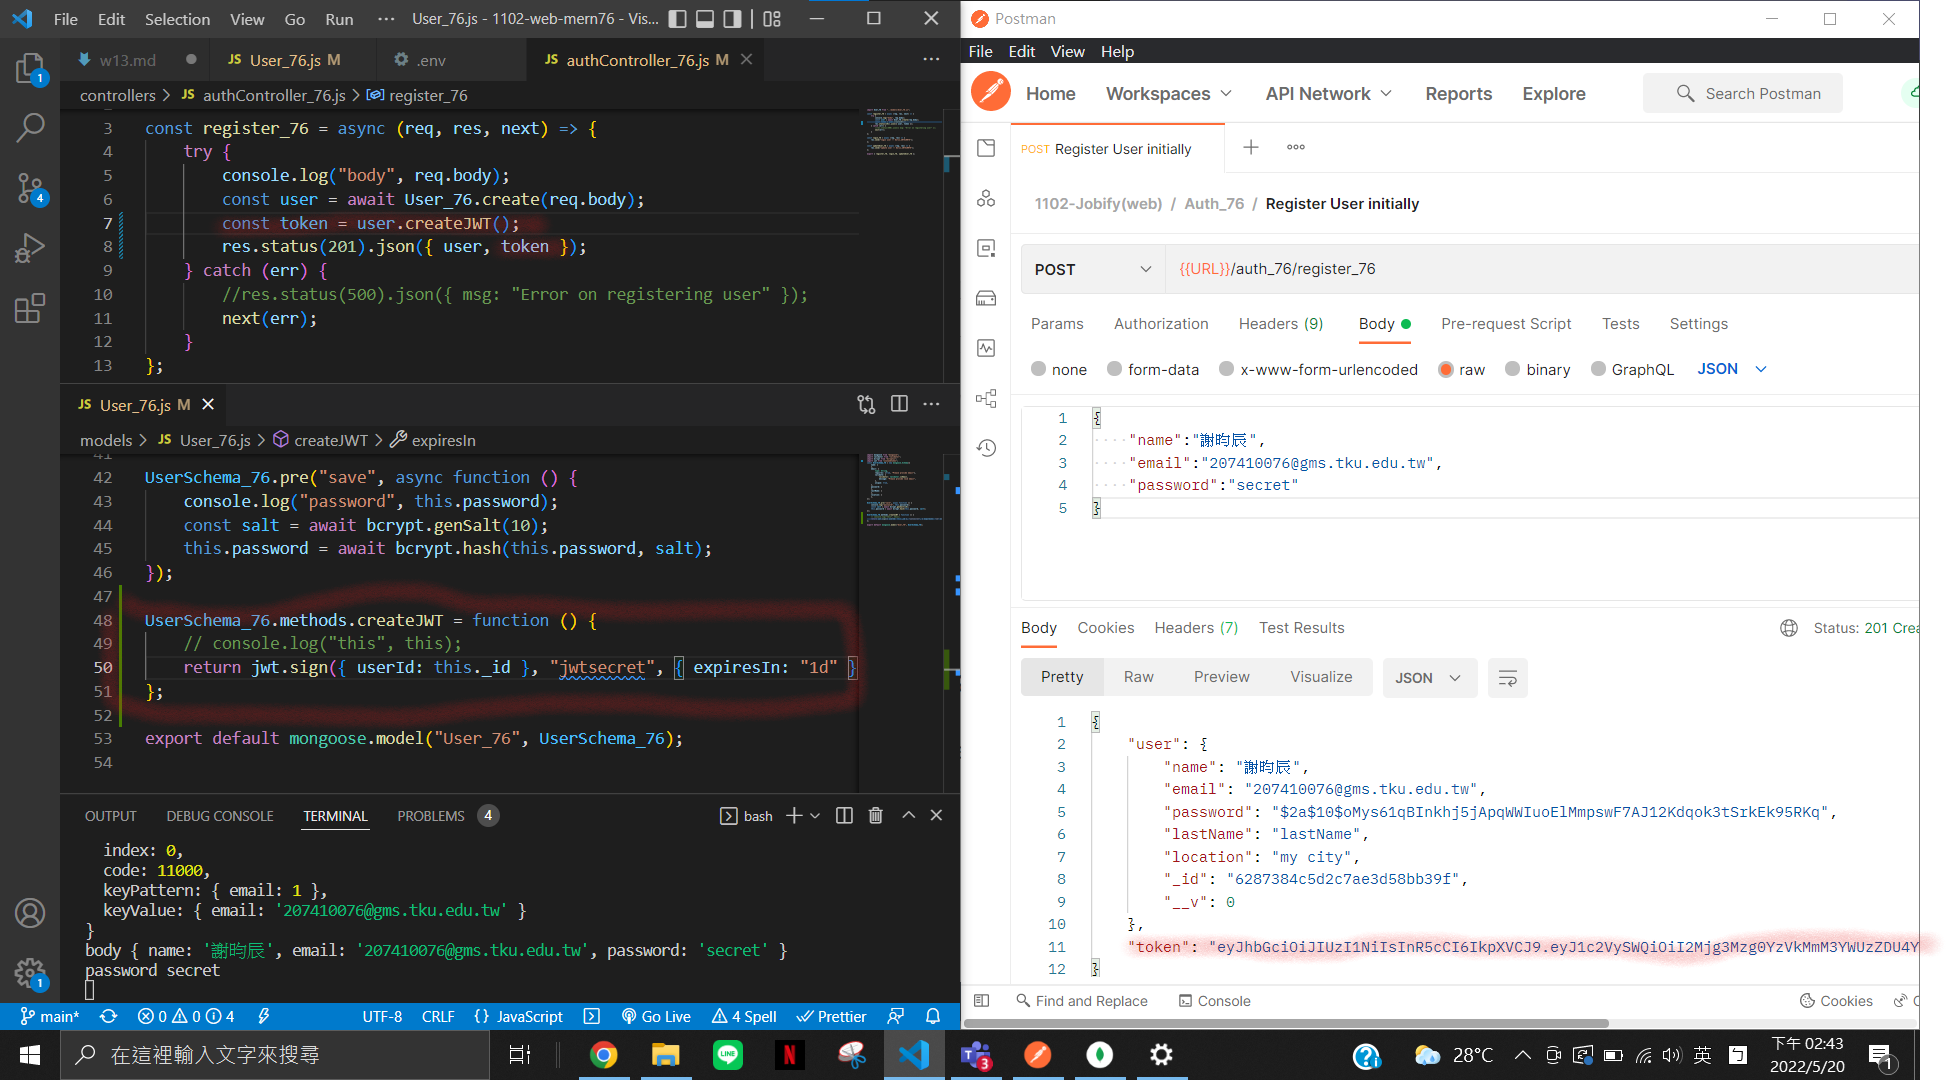 File Edit Selection View Go Run ··· User_76.js - 1102-web-mern76 - Vis...
w13.md ● JS User_76.js M .env JS authController_76.js M ···
controllers > JS authController_76.js > register_76
3 const register_76 = async (req, res, next) => {
4 try {
5 console.log("body", req.body);
6 const user = await User_76.create(req.body);
7 const token = user.createJWT();
8 res.status(201).json({ user, token });
9 } catch (err) {
10 //res.status(500).json({ msg: "Error on registering user" });
11 next(err);
12 }
13 };
JS User_76.js M ···
models > JS User_76.js > createJWT > expiresIn
41
42 UserSchema_76.pre("save", async function () {
43 console.log("password", this.password);
44 const salt = await bcrypt.genSalt(10);
45 this.password = await bcrypt.hash(this.password, salt);
46 });
47
48 UserSchema_76.methods.createJWT = function () {
49 // console.log("this", this);
50 return jwt.sign({ userId: this._id }, "jwtsecret", { expiresIn: "1d" }
51 };
52
53 export default mongoose.model("User_76", UserSchema_76);
54
OUTPUT DEBUG CONSOLE TERMINAL PROBLEMS 4 bash
index: 0,
code: 11000,
keyPattern: { email: 1 },
keyValue: { email: '207410076@gms.tku.edu.tw' }
}
body { name: '謝昀辰', email: '207410076@gms.tku.edu.tw', password: 'secret' }
password secret
1
4
1
main* 0 0 4 UTF-8 CRLF {} JavaScript Go Live 4 Spell Prettier
Postman
File Edit View Help
Home Workspaces API Network Reports Explore Search Postman
POST Register User initially
1102-Jobify(web) / Auth_76 / Register User initially
POST {{URL}}/auth_76/register_76
Params Authorization Headers (9) Body Pre-request Script Tests Settings
none form-data x-www-form-urlencoded raw binary GraphQL JSON
1 {
2 "name":"謝昀辰",
3 "email":"207410076@gms.tku.edu.tw",
4 "password":"secret"
5 }
Body Cookies Headers (7) Test Results Status: 201 Crea
Pretty Raw Preview Visualize JSON
1 {
2 "user": {
3 "name": "謝昀辰",
4 "email": "207410076@gms.tku.edu.tw",
5 "password": "$2a$10$oMys61qBInkhj5jApqWWIuoElMmpswF7AJ12Kdqok3tSrkEk95RKq",
6 "lastName": "lastName",
7 "location": "my city",
8 "_id": "6287384c5d2c7ae3d58bb39f",
9 "__v": 0
10 },
11 "token": "eyJhbGciOiJIUzI1NiIsInR5cCI6IkpXVCJ9.eyJ1c2VySWQiOiI2Mjg3Mzg0YzVkMmM3YWUzZDU4Y
12 }
Find and Replace Console Cookies
在這裡輸入文字來搜尋 LINE N 3 28°C 英 下午 02:43
2022/5/20 1